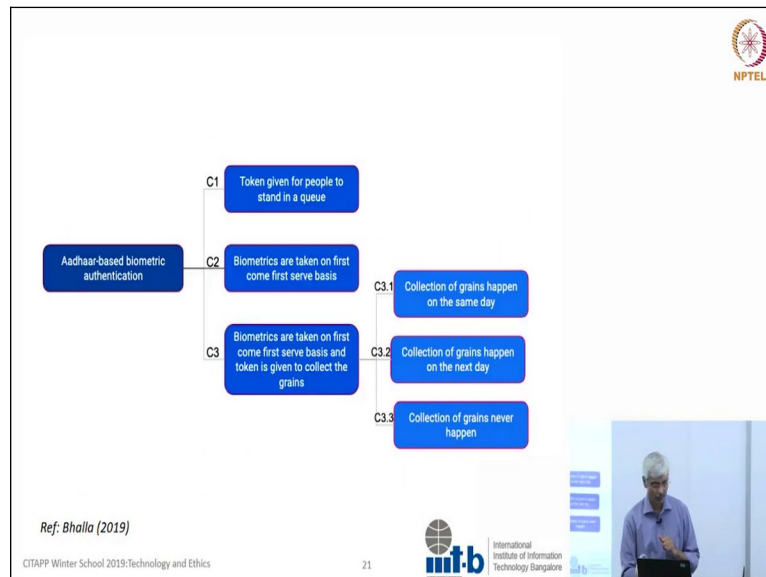 NPTEL
C1
Token given for people to
stand in a queue
Aadhaar-based biometric
authentication
C2
Biometrics are taken on first
come first serve basis
C3
Biometrics are taken on first
come first serve basis and
token is given to collect the
grains
C3.1
Collection of grains happen
on the same day
C3.2
Collection of grains happen
on the next day
C3.3
Collection of grains never
happen
Ref: Bhalla (2019)
CITAPP Winter School 2019:Technology and Ethics
21
iiit-b
International
Institute of Information
Technology Bangalore